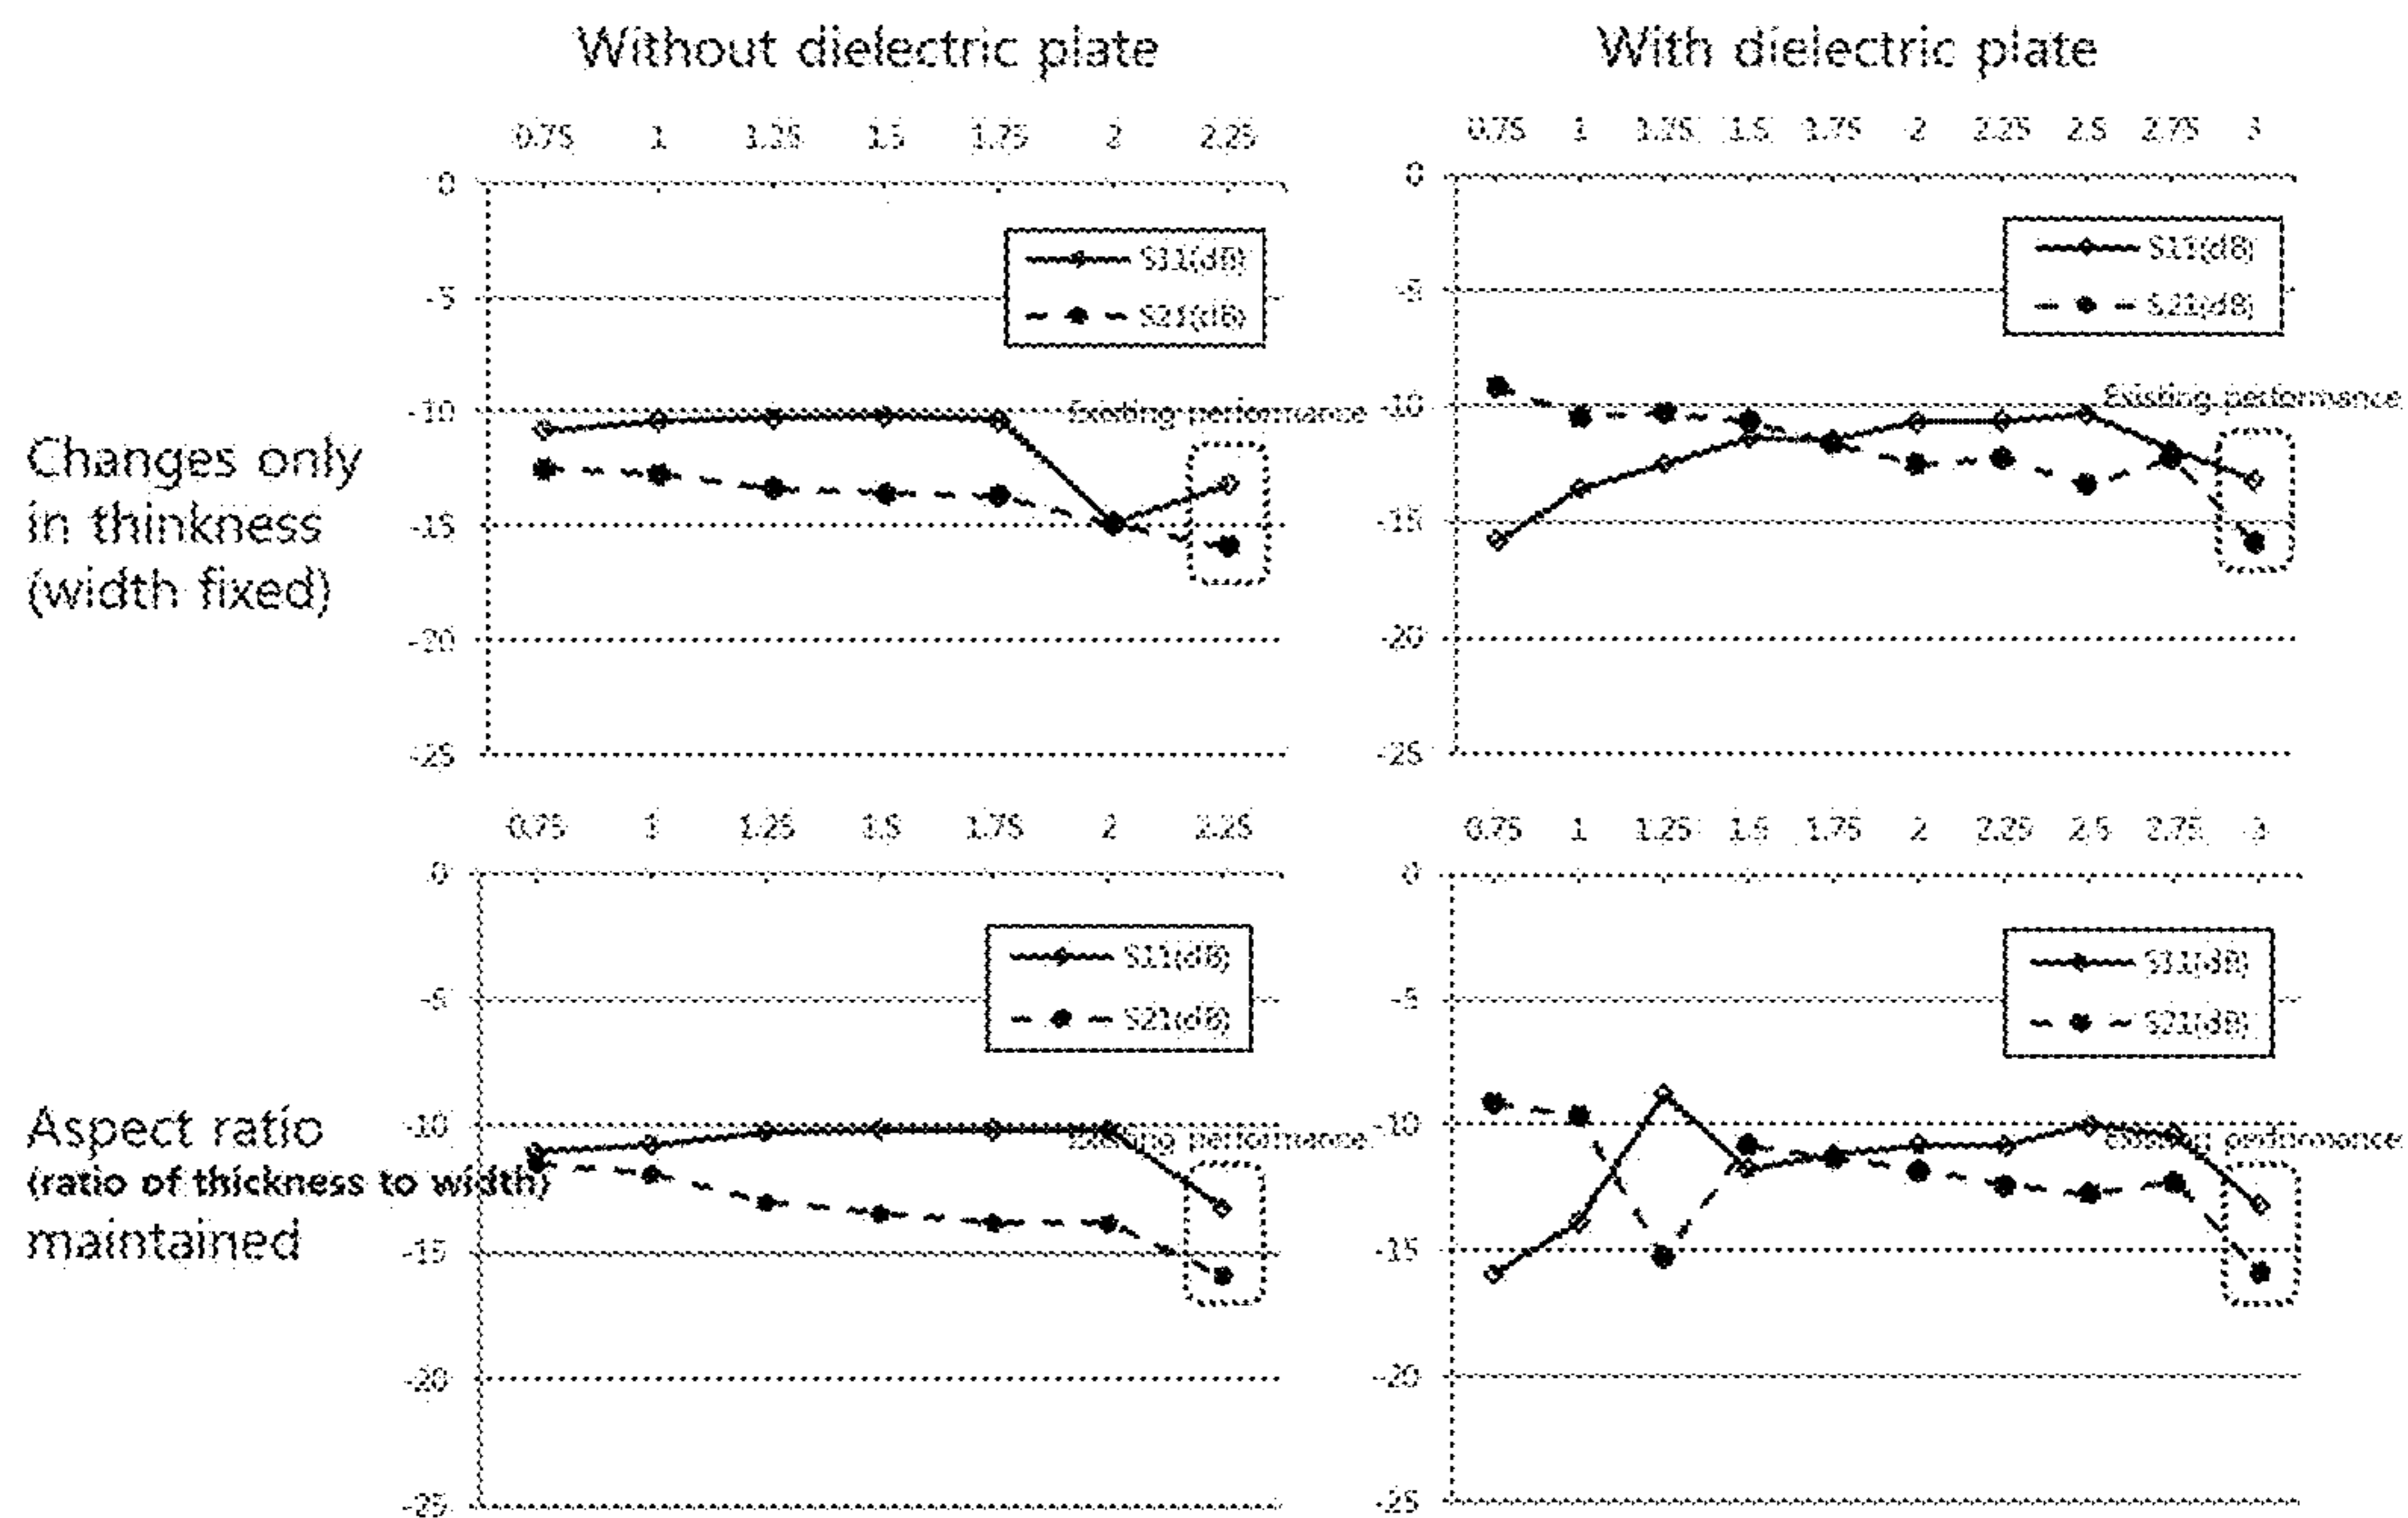 Without dielectric plate
With dielectric plate
0.75 1 1.25 1.5 1.75 2 2.25
0.75 1 1.25 1.5 1.75 2 2.25 2.5 2.75 3
0
-5
-10
-15
-20
-25
S11(dB)
S21(dB)
Existing performance
0
-5
-10
-15
-20
-25
S11(dB)
S21(dB)
Existing performance
Changes only
in thinkness
(width fixed)
0.75 1 1.25 1.5 1.75 2 2.25
0.75 1 1.25 1.5 1.75 2 2.25 2.5 2.75 3
0
-5
-10
-15
-20
-25
S11(dB)
S21(dB)
Existing performance
0
-5
-10
-15
-20
-25
S11(dB)
S21(dB)
Existing performance
Aspect ratio
(ratio of thickness to width)
maintained